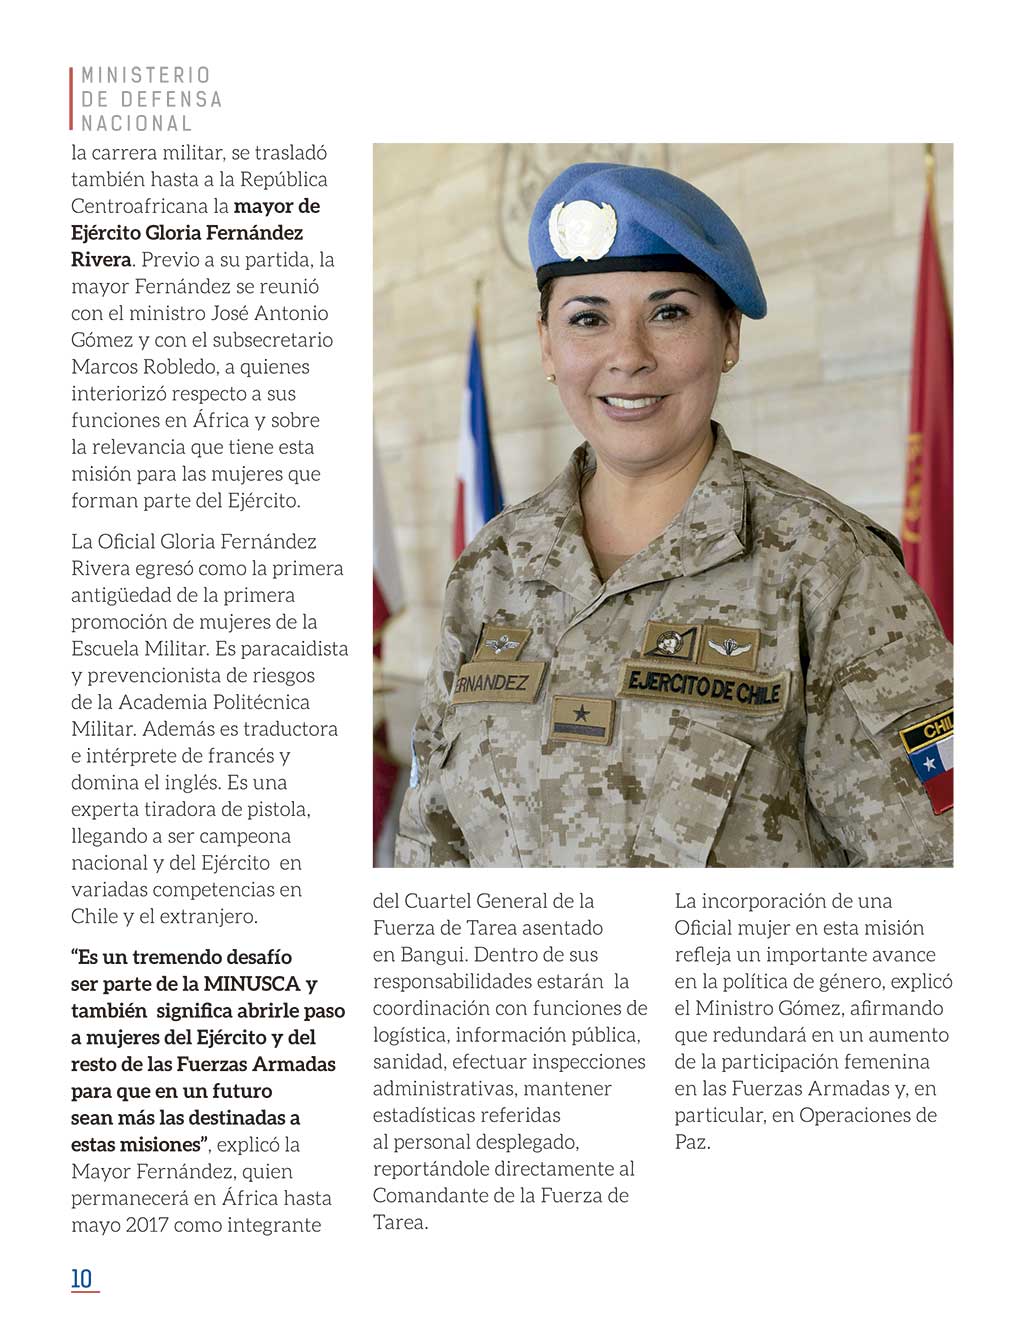 MINISTERIO
DE DEFENSA
NACIONAL
la carrera militar, se trasladó
también hasta a la República
Centroafricana la mayor de
Ejército Gloria Fernández
Rivera. Previo a su partida, la
mayor Fernández se reunió
con el ministro José Antonio
Gómez y con el subsecretario
Marcos Robledo, a quienes
interiorizó respecto a sus
funciones en África y sobre
la relevancia que tiene esta
misión para las mujeres que
forman parte del Ejército.
La Oficial Gloria Fernández
Rivera egresó como la primera
antigüedad de la primera
promoción de mujeres de la
Escuela Militar. Es paracaidista
y prevencionista de riesgos
de la Academia Politécnica
Militar. Además es traductora
e intérprete de francés y
domina el inglés. Es una
experta tiradora de pistola,
llegando a ser campeona
nacional y del Ejército en
variadas competencias en
Chile y el extranjero.
“Es un tremendo desafío
ser parte de la MINUSCA y
también significa abrirle paso
a mujeres del Ejército y del
resto de las Fuerzas Armadas
para que en un futuro
sean más las destinadas a
estas misiones”, explicó la
Mayor Fernández, quien
permanecerá en África hasta
mayo 2017 como integrante
ERNANDEZ
EJERCITO DE CHILE
CHIL
del Cuartel General de la
Fuerza de Tarea asentado
en Bangui. Dentro de sus
responsabilidades estarán la
coordinación con funciones de
logística, información pública,
sanidad, efectuar inspecciones
administrativas, mantener
estadísticas referidas
al personal desplegado,
reportándole directamente al
Comandante de la Fuerza de
Tarea.
La incorporación de una
Oficial mujer en esta misión
refleja un importante avance
en la política de género, explicó
el Ministro Gómez, afirmando
que redundará en un aumento
de la participación femenina
en las Fuerzas Armadas y, en
particular, en Operaciones de
Paz.
10